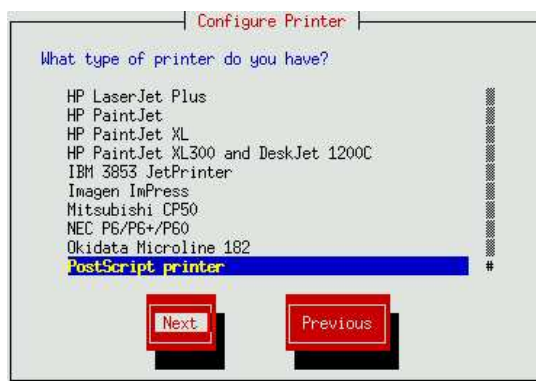 Configure Printer
What type of printer do you have?
HP LaserJet Plus
HP PaintJet
HP PaintJet XL
HP PaintJet XL300 and DeskJet 1200C
IBM 3853 JetPrinter
Imagen ImPress
Mitsubishi CP50
NEC P6/P6+/P60
Okidata Microline 182
PostScript printer #
Next Previous